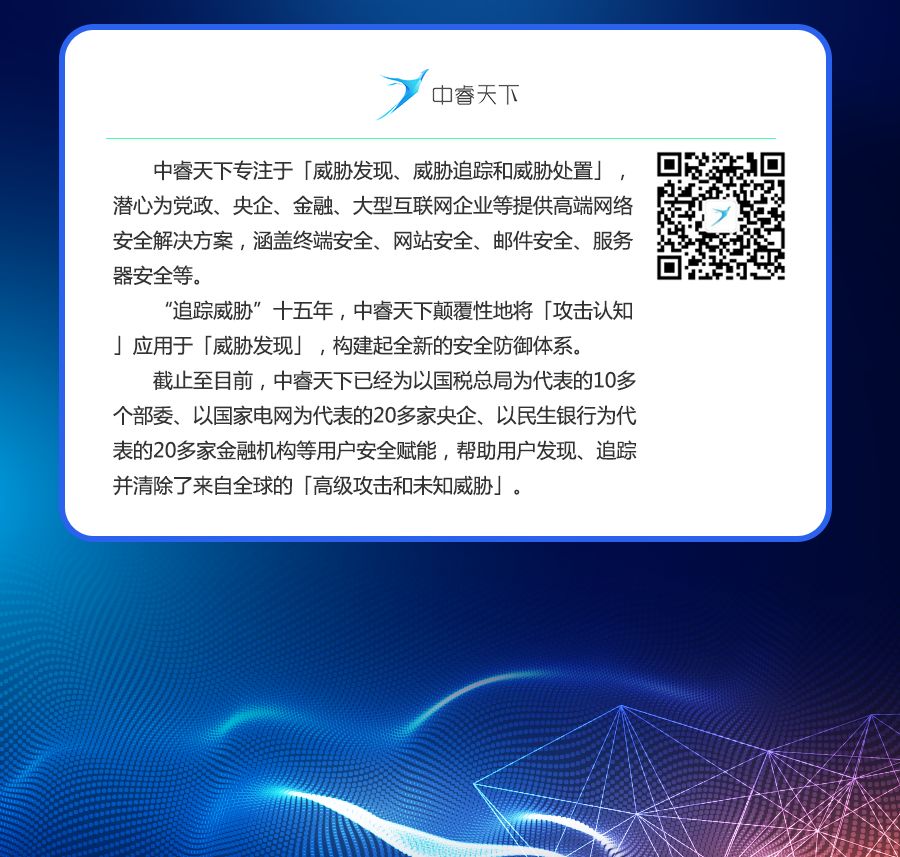 中睿天下
中睿天下专注于「威胁发现、威胁追踪和威胁处置」，
潜心为党政、央企、金融、大型互联网企业等提供高端网络
安全解决方案，涵盖终端安全、网站安全、邮件安全、服务
器安全等。
“追踪威胁”十五年，中睿天下颠覆性地将「攻击认知
」应用于「威胁发现」，构建起全新的安全防御体系。
截止至目前，中睿天下已经为以国税总局为代表的10多
个部委、以国家电网为代表的20多家央企、以民生银行为代
表的20多家金融机构等用户安全赋能，帮助用户发现、追踪
并清除了来自全球的「高级攻击和未知威胁」。